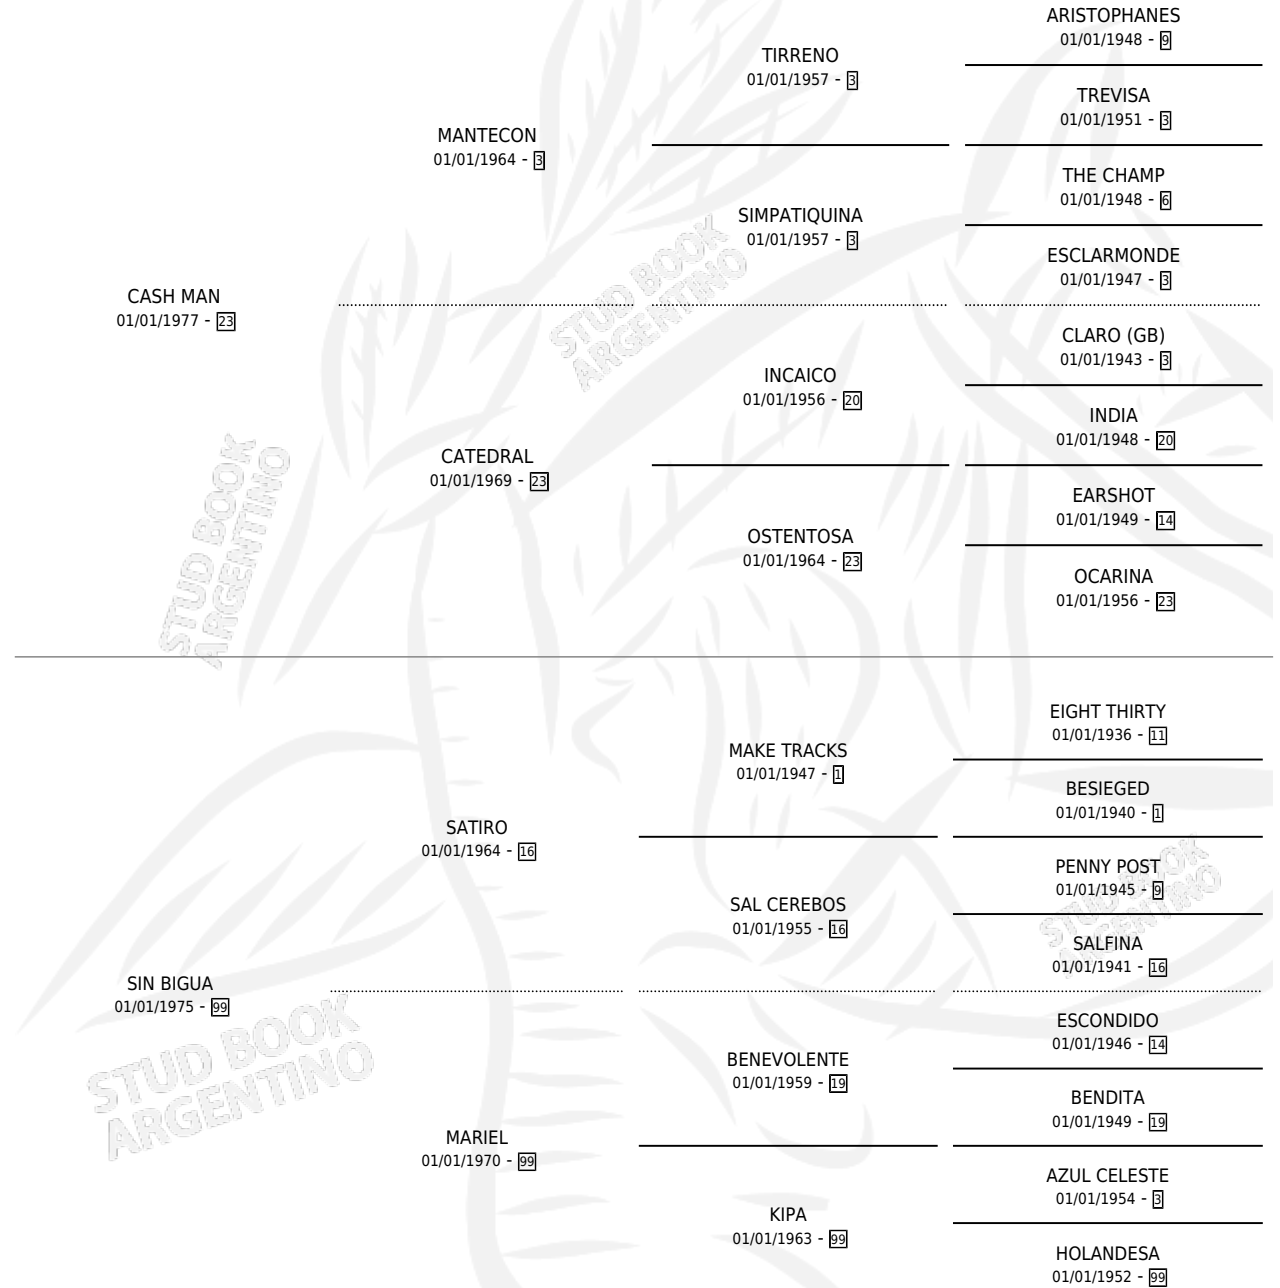 ARISTOPHANES
01/01/1948 - 9
TIRRENO
01/01/1957 - 3
TREVISA
01/01/1951 - 3
MANTECON
01/01/1964 - 3
THE CHAMP
01/01/1948 - 6
SIMPATIQUINA
01/01/1957 - 3
ESCLARMONDE
01/01/1947 - 3
CASH MAN
01/01/1977 - 23
CLARO (GB)
01/01/1943 - 3
INCAICO
01/01/1956 - 20
INDIA
01/01/1948 - 20
CATEDRAL
01/01/1969 - 23
EARSHOT
01/01/1949 - 14
OSTENTOSA
01/01/1964 - 23
OCARINA
01/01/1956 - 23
EIGHT THIRTY
01/01/1936 - 11
MAKE TRACKS
01/01/1947 - 1
BESIEGED
01/01/1940 - 1
SATIRO
01/01/1964 - 16
PENNY POST
01/01/1945 - 9
SAL CEREBOS
01/01/1955 - 16
SALFINA
01/01/1941 - 16
SIN BIGUA
01/01/1975 - 99
ESCONDIDO
01/01/1946 - 14
BENEVOLENTE
01/01/1959 - 19
BENDITA
01/01/1949 - 19
MARIEL
01/01/1970 - 99
AZUL CELESTE
01/01/1954 - 3
KIPA
01/01/1963 - 99
HOLANDESA
01/01/1952 - 99
STUD BOOK
ARGENTINO
STUD BOOK
ARGENTINO
STUD BOOK
ARGENTINO
STUD BOOK
ARGENTINO